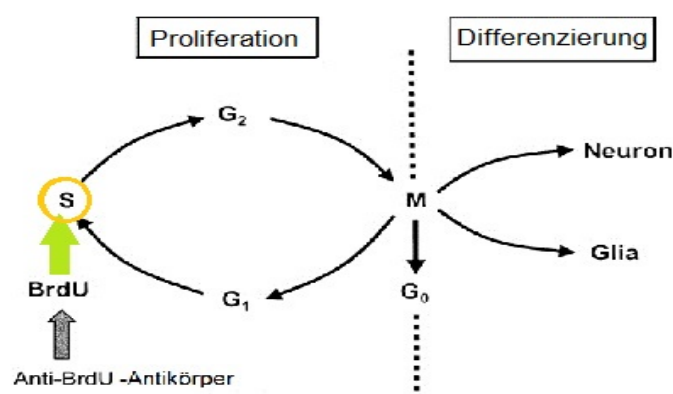 Proliferation
Differenzierung
G₂
Neuron
S
M
Glia
BrdU
G₁
G₀
Anti-BrdU -Antikörper